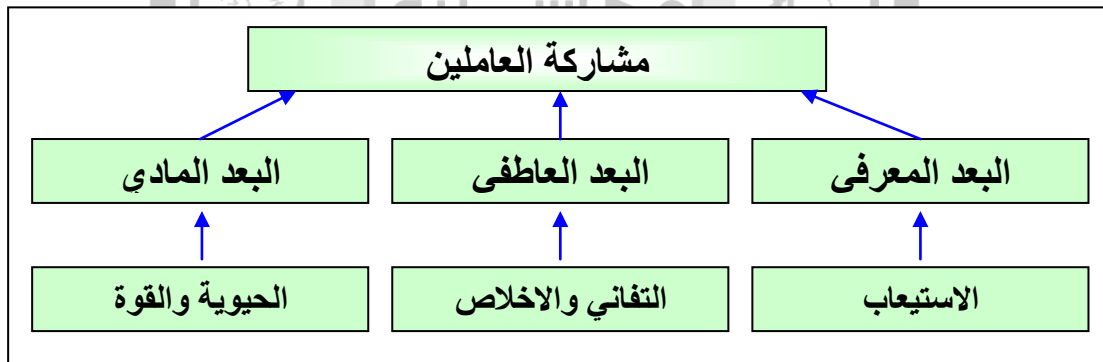 مشاركة العاملين
البعد المعرفى
البعد العاطفى
البعد المادي
الاستيعاب
التفاني والاخلاص
الحيوية والقوة